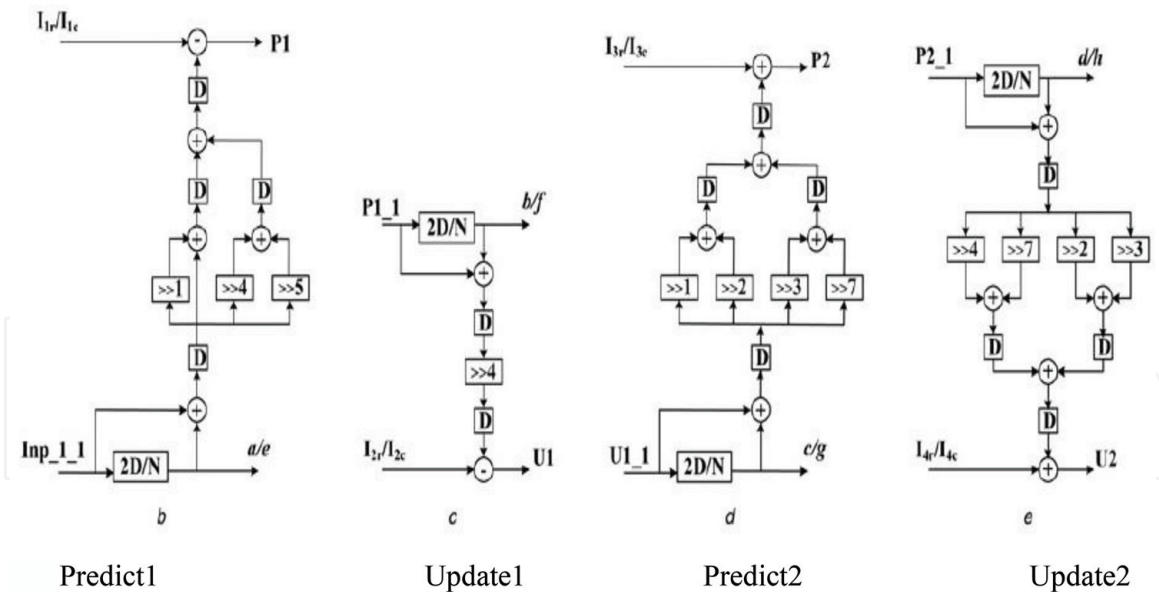 I1r/I1c
P1
D
D
D
>>1
>>4
>>5
D
Inp_1_1
2D/N
a/e
b
Predict1
P1_1
2D/N
b/f
D
>>4
D
I2r/I2c
U1
c
Update1
I3r/I3c
P2
D
D
D
>>1
>>2
>>3
>>7
D
U1_1
2D/N
c/g
d
Predict2
P2_1
2D/N
d/h
D
>>4
>>7
>>2
>>3
D
D
D
I4r/I4c
U2
e
Update2